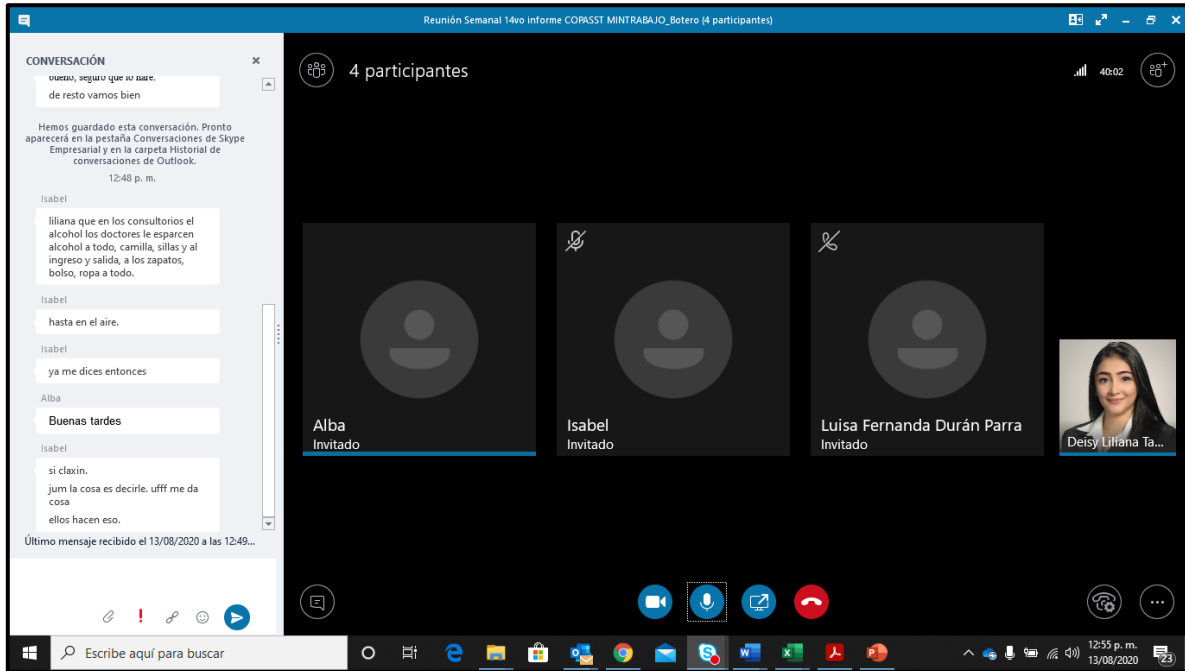 Reunión Semanal 14vo informe COPASST MINTRABAJO_Botero (4 participantes)
CONVERSACIÓN
bueno, seguro que lo hare.
de resto vamos bien
Hemos guardado esta conversación. Pronto
aparecerá en la pestaña Conversaciones de Skype
Empresarial y en la carpeta Historial de
conversaciones de Outlook.
12:48 p. m.
Isabel
liliana que en los consultorios el
alcohol los doctores le esparcen
alcohol a todo, camilla, sillas y al
ingreso y salida, a los zapatos,
bolso, ropa a todo.
Isabel
hasta en el aire.
Isabel
ya me dices entonces
Alba
Buenas tardes
Isabel
si claxin.
jum la cosa es decirle. ufff me da
cosa
ellos hacen eso.
Último mensaje recibido el 13/08/2020 a las 12:49...
4 participantes
40:02
Alba
Invitado
Isabel
Invitado
Luisa Fernanda Durán Parra
Invitado
Deisy Liliana Ta...
Escribe aquí para buscar
12:55 p. m.
13/08/2020
23